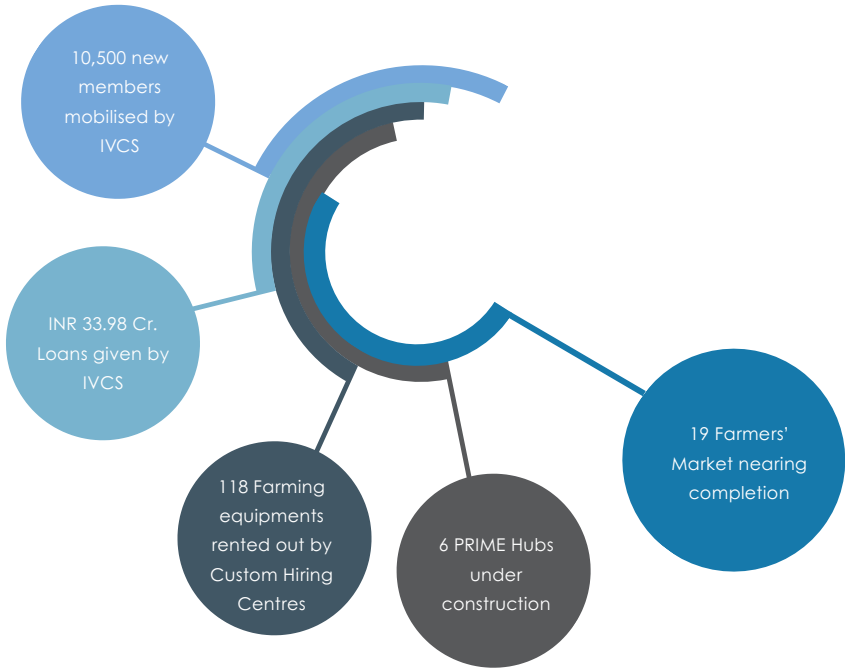 10,500 new
members
mobilised by
IVCS
INR 33.98 Cr.
Loans given by
IVCS
118 Farming
equipments
rented out by
Custom Hiring
Centres
6 PRIME Hubs
under
construction
19 Farmers’
Market nearing
completion